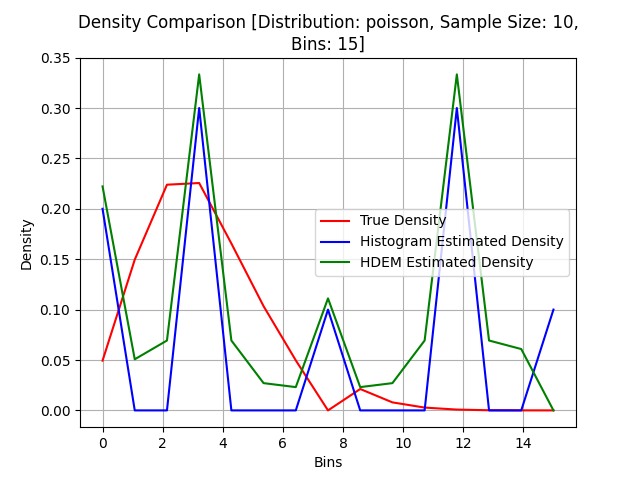 Density Comparison [Distribution: poisson, Sample Size: 10,
Bins: 15]
0.35
0.30
0.25
0.20
0.15
0.10
0.05
0.00
Density
True Density
Histogram Estimated Density
HDEM Estimated Density
0 2 4 6 8 10 12 14
Bins